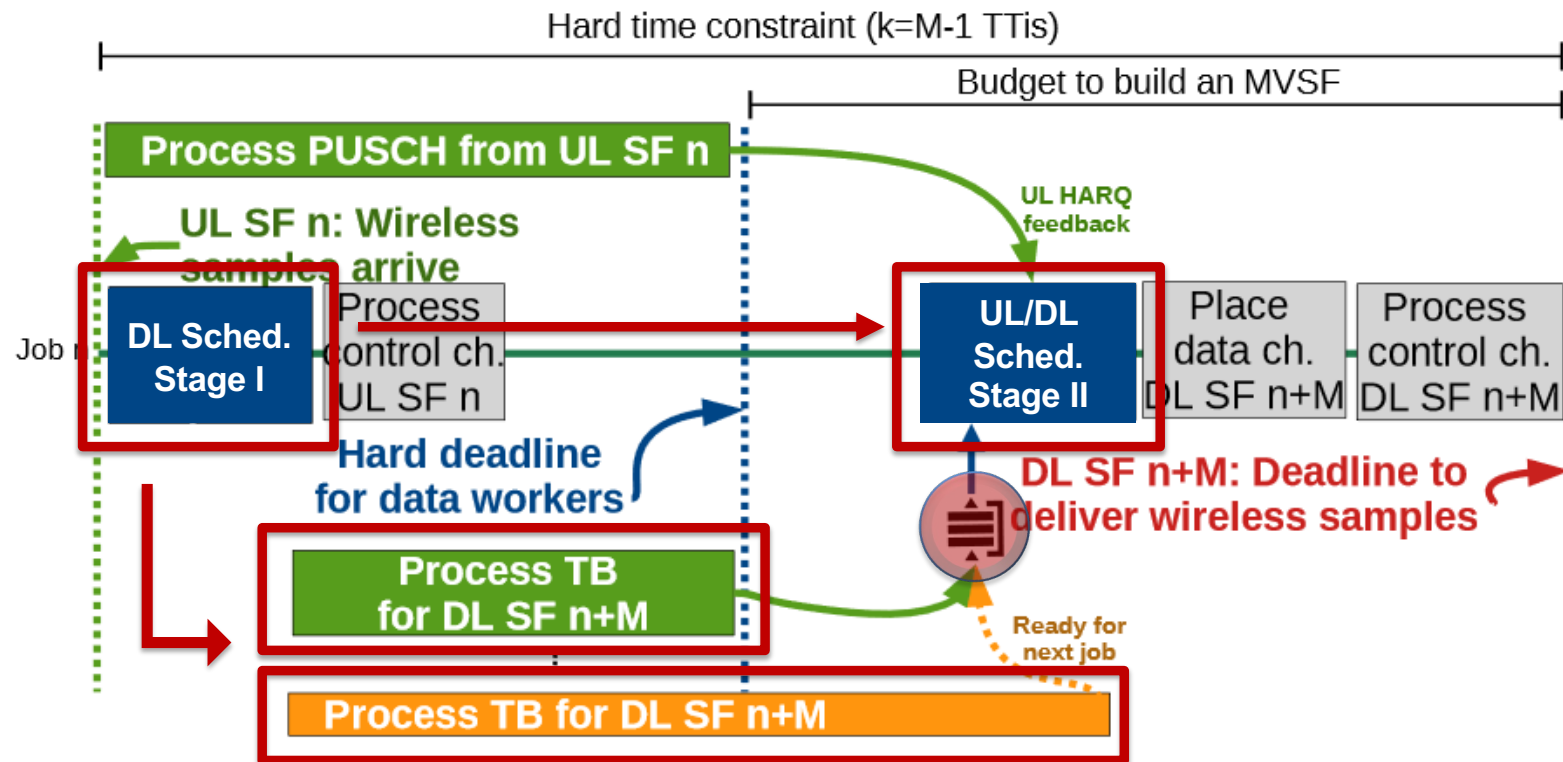 Hard time constraint (k=M-1 TTis)
Budget to build an MVSF
Process PUSCH from UL SF n
UL HARQ
feedback
UL SF n: Wireless
samples arrive
Job n
DL Sched.
Stage I
Process
control ch.
UL SF n
UL/DL
Sched.
Stage II
Place
data ch.
DL SF n+M
Process
control ch.
DL SF n+M
Hard deadline
for data workers
DL SF n+M: Deadline to
deliver wireless samples
Process TB
for DL SF n+M
Ready for
next job
Process TB for DL SF n+M